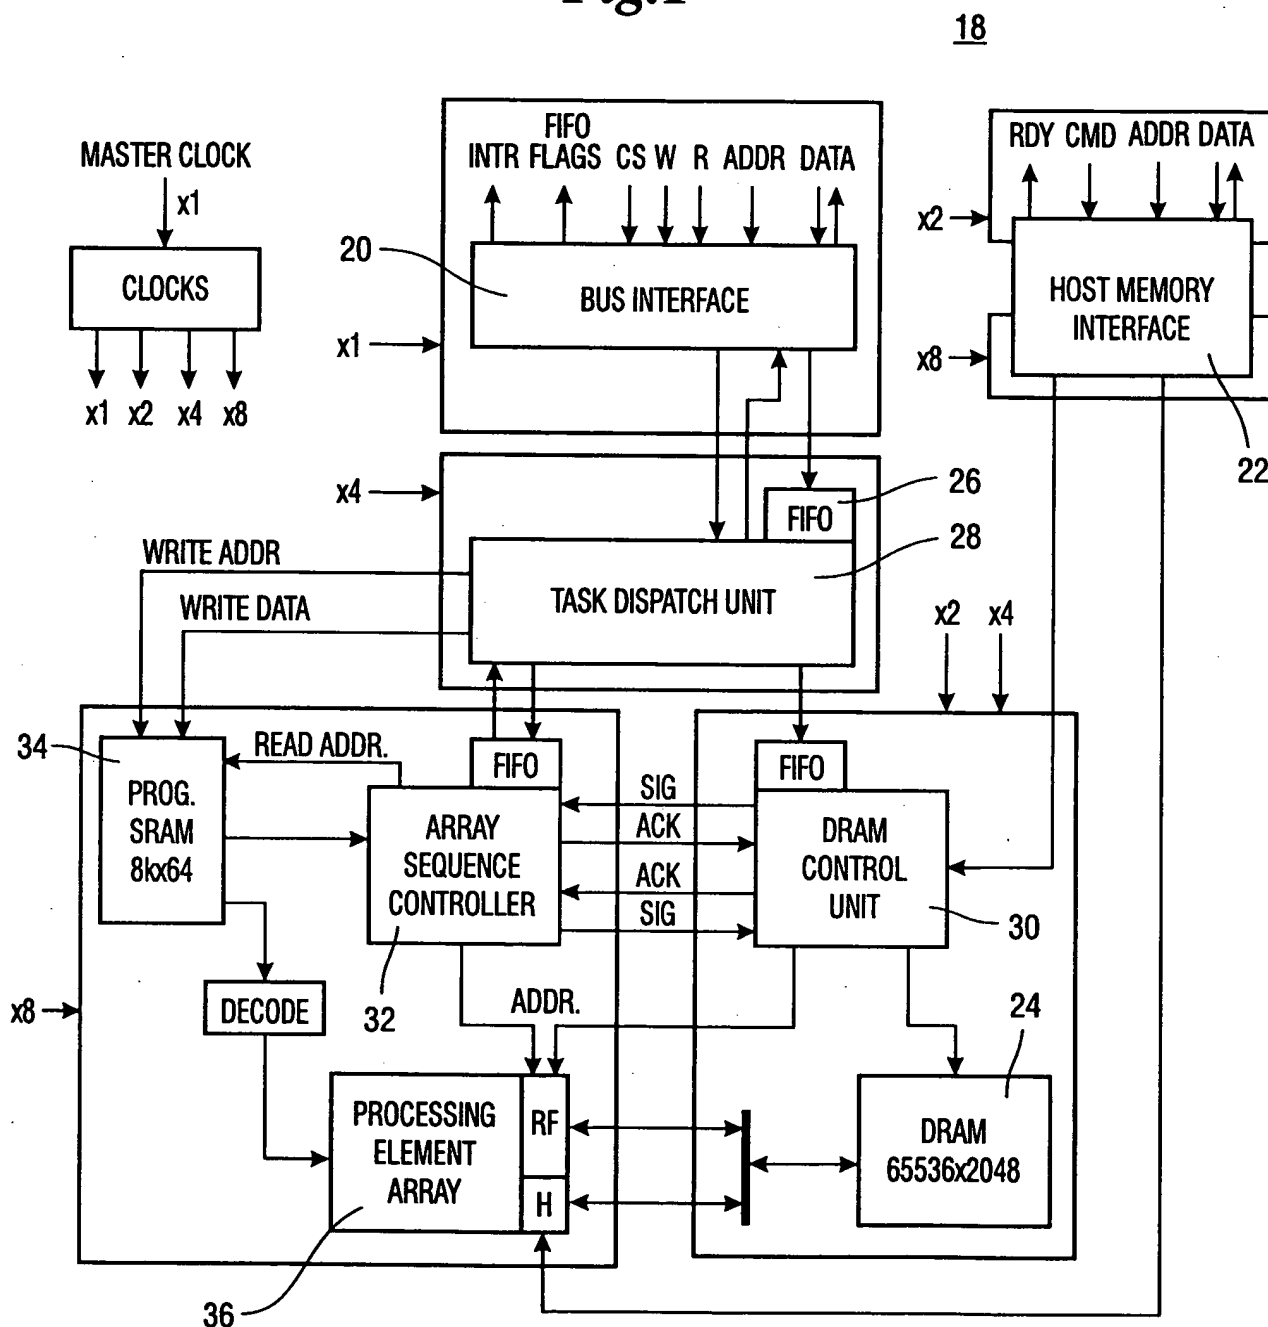 Fig.1
18
MASTER CLOCK
x1
CLOCKS
x1 x2 x4 x8
FIFO
INTR FLAGS CS W R ADDR DATA
20
BUS INTERFACE
x1
RDY CMD ADDR DATA
x2
HOST MEMORY
INTERFACE
x8
22
x4
26
FIFO
28
TASK DISPATCH UNIT
WRITE ADDR
WRITE DATA
x2 x4
34
READ ADDR.
PROG.
SRAM
8kx64
FIFO
ARRAY
SEQUENCE
CONTROLLER
32
SIG
ACK
ACK
SIG
FIFO
DRAM
CONTROL
UNIT
30
x8
DECODE
ADDR.
24
PROCESSING
ELEMENT
ARRAY
RF
H
DRAM
65536x2048
36